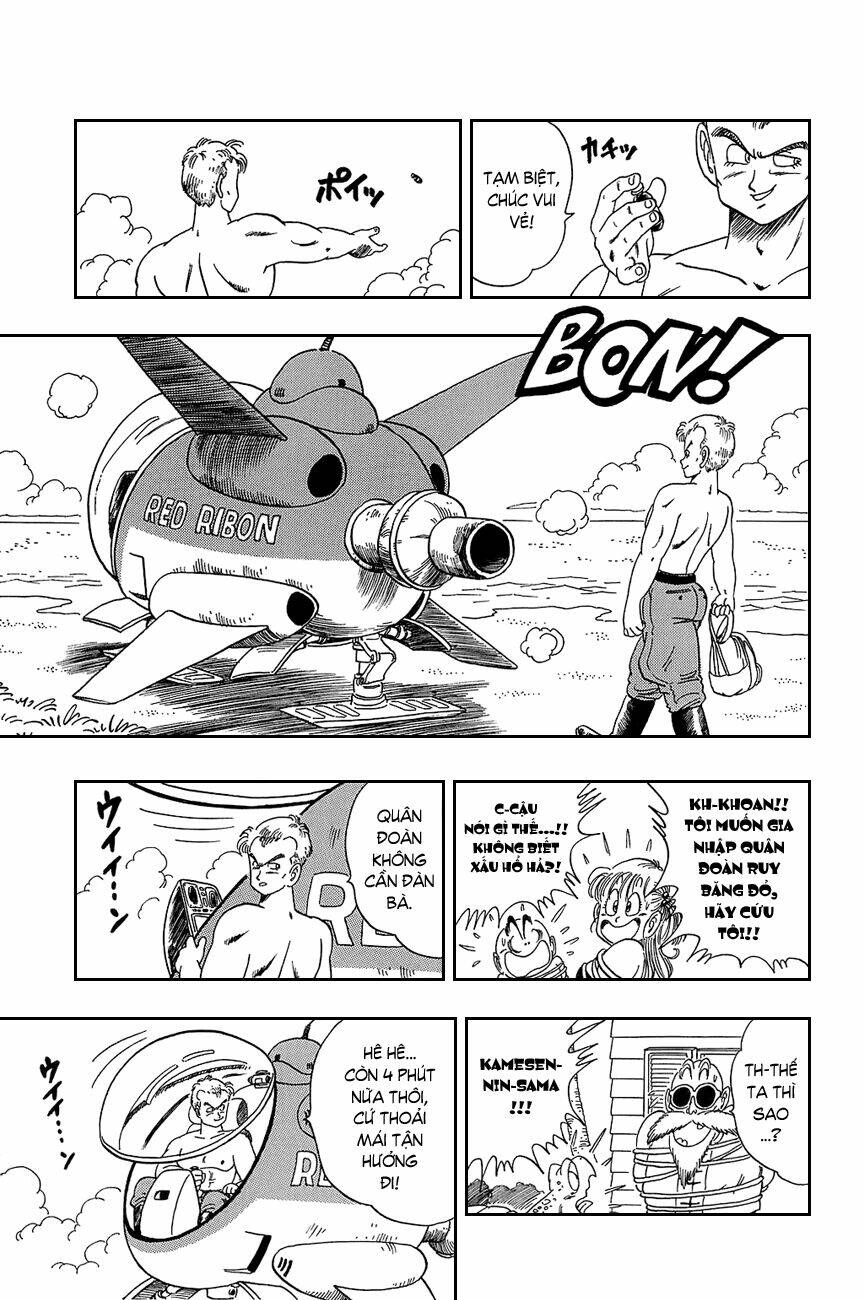 TẠM BIỆT,
CHÚC VUI
VẺ!
カチッ
ポイッ
BON!
RED RIBON
KH-KHOAN!!
TÔI MUỐN GIA
NHẬP QUÂN
ĐOÀN RUY
BĂNG ĐỎ,
HÃY CỨU
TÔI!!
C-CẬU
NÓI GÌ THẾ...!!
KHÔNG BIẾT
XẤU HỔ HẢ?!
QUÂN
ĐOÀN
KHÔNG
CẦN ĐÀN
BÀ.
ウイイ…ン
R
TH-THẾ
TA THÌ
SAO
...?
KAMESEN-
NIN-SAMA
!!!
HÊ HÊ...
CÒN 4 PHÚT
NỮA THÔI,
CỨ THOẢI
MÁI TẬN
HƯỞNG
ĐI!
ウイイ…ン
RE